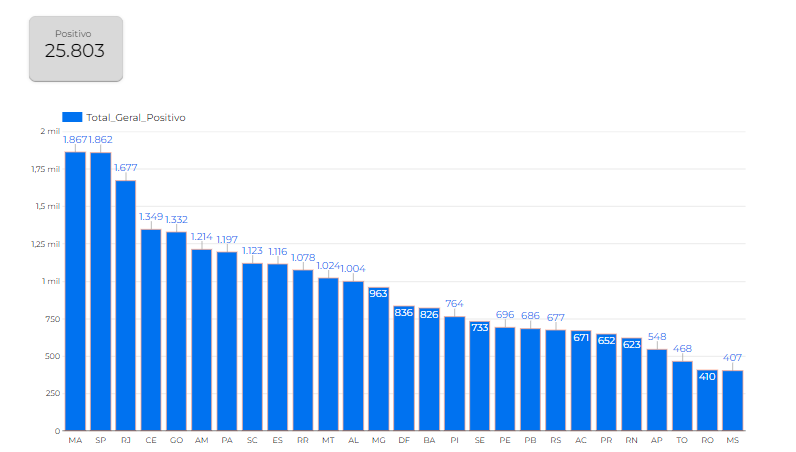 Positivo
25.803
Total_Geral_Positivo
2 mil
1,75 mil
1,5 mil
1,25 mil
1 mil
750
500
250
0
1.867 1.862 1.677 1.349 1.332 1.214 1.197 1.123 1.116 1.078 1.024 1.004 963 836 826 764 733 696 686 677 671 652 623 548 468 410 407
MA SP RJ CE GO AM PA SC ES RR MT AL MG DF BA PI SE PE PB RS AC PR RN AP TO RO MS